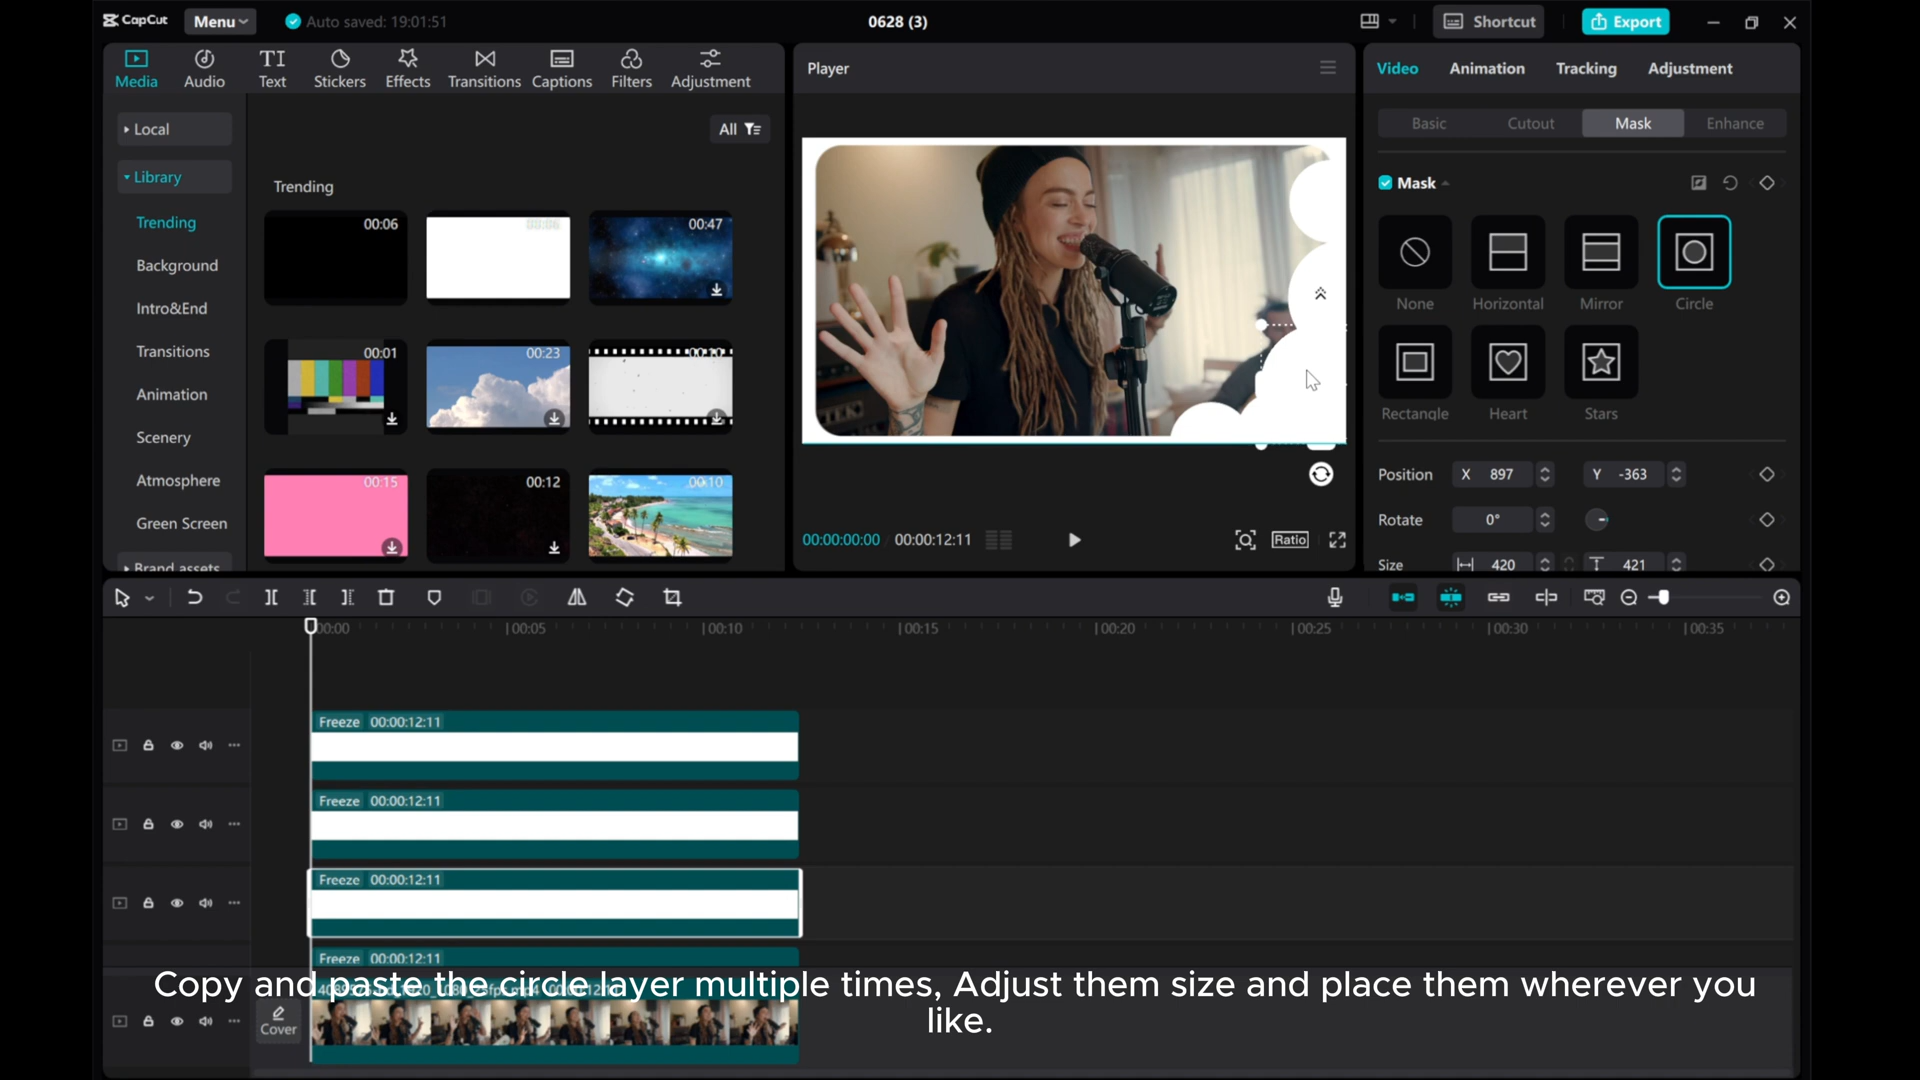 CapCut
Menu
Auto saved: 19:01:51
0628 (3)
Shortcut
Export
Media
Audio
Text
Stickers
Effects
Transitions
Captions
Filters
Adjustment
Local
Library
Trending
Background
Intro&End
Transitions
Animation
Scenery
Atmosphere
Green Screen
Brand assets
All
Trending
00:06
00:06
00:47
00:01
00:23
00:10
00:15
00:12
00:10
Player
00:00:00:00 00:00:12:11
Ratio
Video
Animation
Tracking
Adjustment
Basic
Cutout
Mask
Enhance
Mask
None
Horizontal
Mirror
Circle
Rectangle
Heart
Stars
Position X 897 Y -363
Rotate 0°
Size 420 421
00:00
00:05
00:10
00:15
00:20
00:25
00:30
00:35
Freeze 00:00:12:11
Freeze 00:00:12:11
Freeze 00:00:12:11
Freeze 00:00:12:11
Cover
Copy and paste the circle layer multiple times, Adjust them size and place them wherever you
like.